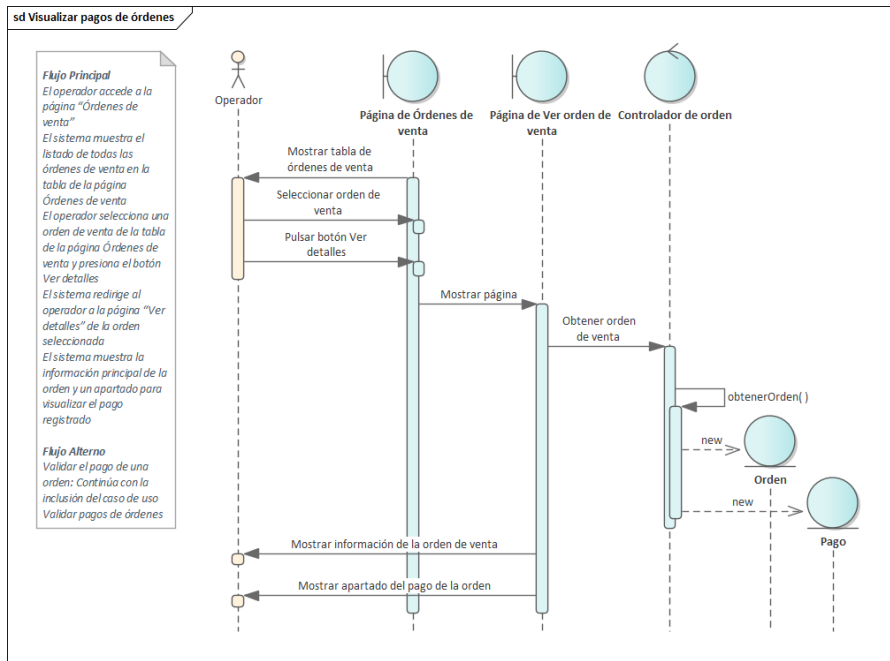 sd Visualizar pagos de órdenes
Flujo Principal
El operador accede a la
página “Órdenes de
venta”
El sistema muestra el
listado de todas las
órdenes de venta en la
tabla de la página
Órdenes de venta
El operador selecciona una
orden de venta de la tabla
de la página Órdenes de
venta y presiona el botón
Ver detalles
El sistema redirige al
operador a la página “Ver
detalles” de la orden
seleccionada
El sistema muestra la
información principal de la
orden y un apartado para
visualizar el pago
registrado
Flujo Alterno
Validar el pago de una
orden: Continúa con la
inclusión del caso de uso
Validar pagos de órdenes
Operador
Página de Órdenes de
venta
Página de Ver orden de
venta
Controlador de orden
Mostrar tabla de
órdenes de venta
Seleccionar orden de
venta
Pulsar botón Ver
detalles
Mostrar página
Obtener orden
de venta
obtenerOrden( )
new
Orden
new
Pago
Mostrar información de la orden de venta
Mostrar apartado del pago de la orden